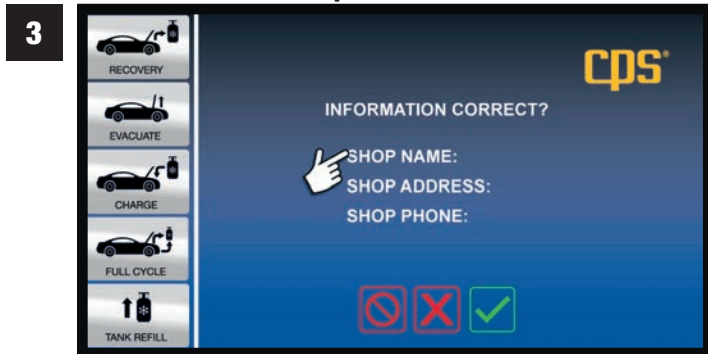 3
RECOVERY
EVACUATE
CHARGE
FULL CYCLE
TANK REFILL
cps®
INFORMATION CORRECT?
SHOP NAME:
SHOP ADDRESS:
SHOP PHONE: